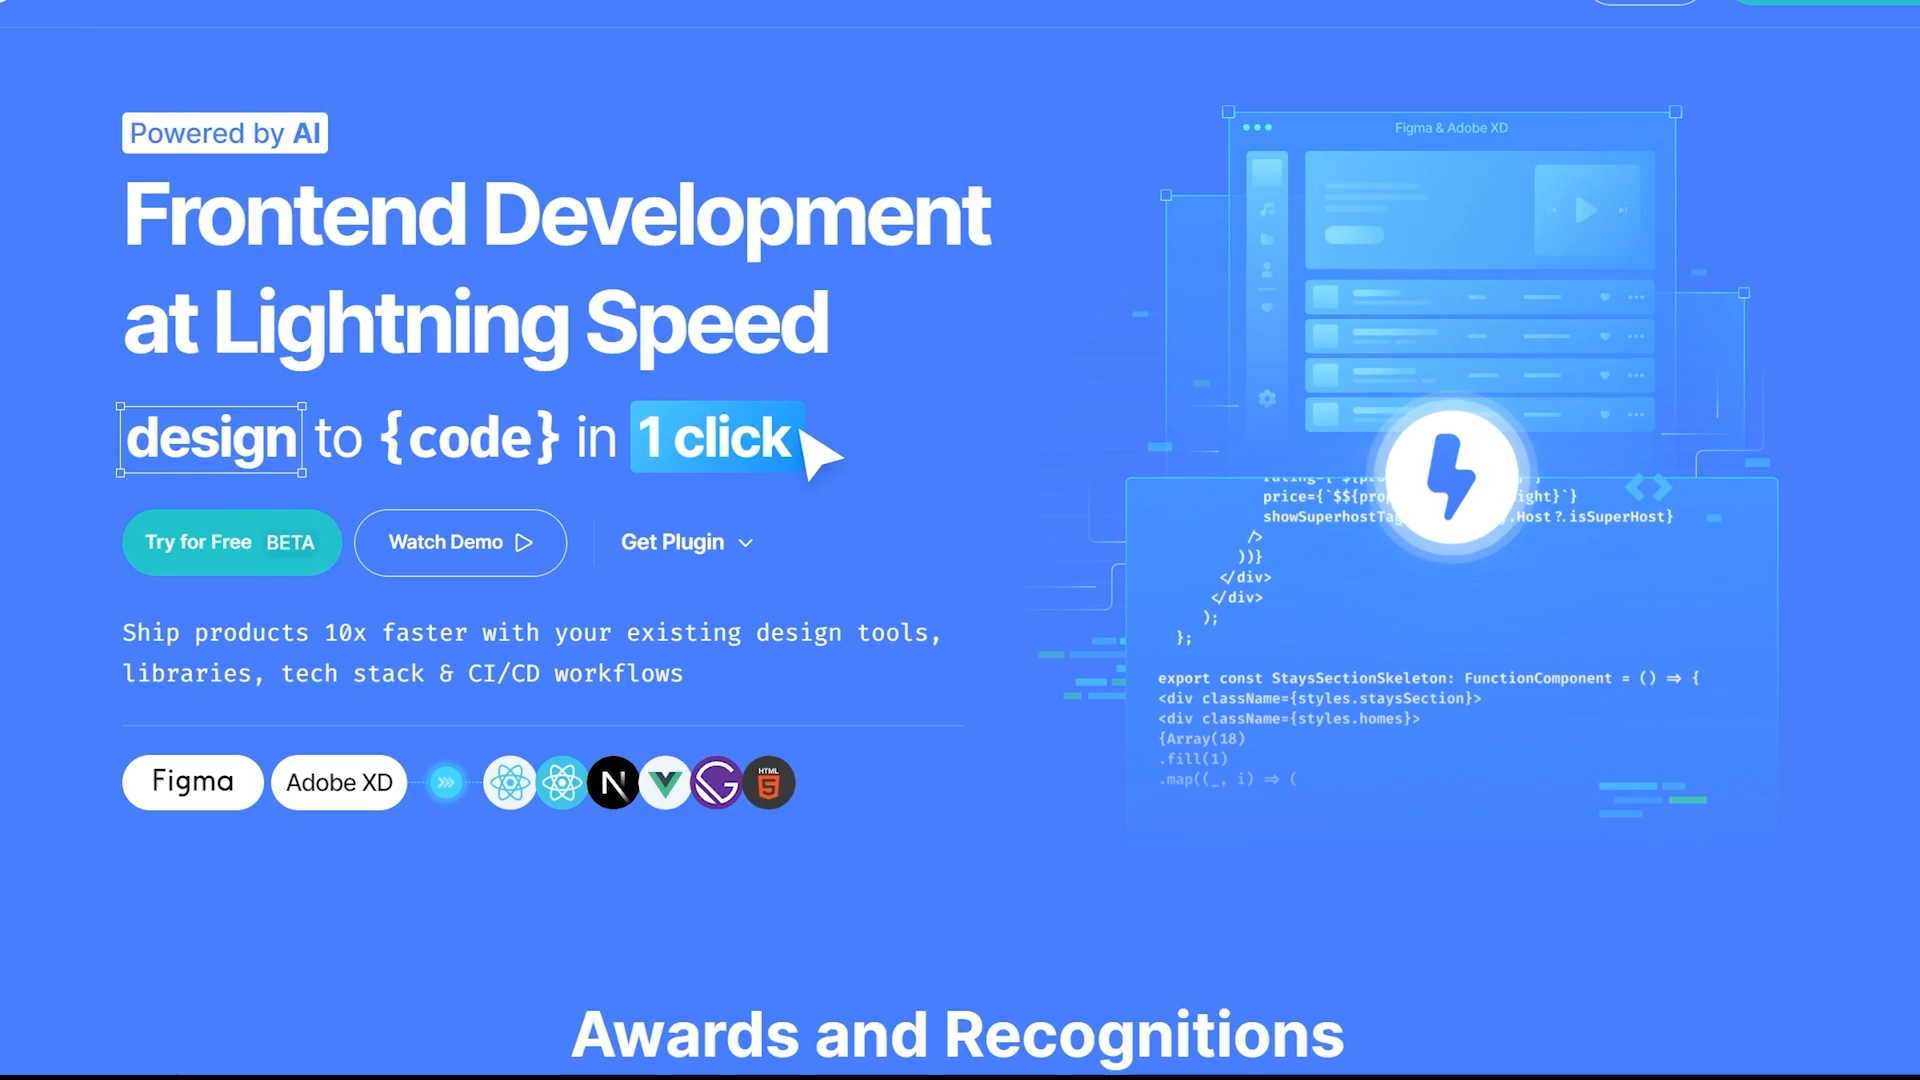 Powered by AI
Frontend Development
at Lightning Speed
design to {code} in 1 click
Try for Free BETA
Watch Demo
Get Plugin
Ship products 10x faster with your existing design tools,
libraries, tech stack & CI/CD workflows
Figma
Adobe XD
N
HTML
5
Figma & Adobe XD
price={`$${pro ight}`}
showSuperhostTa .Host?.isSuperHost}
/>
))}
</div>
</div>
);
};
export const StaysSectionSkeleton: FunctionComponent = () => {
<div className={styles.staysSection}>
<div className={styles.homes}>
{Array(18)
.fill(1)
.map((_, i) => (
Awards and Recognitions